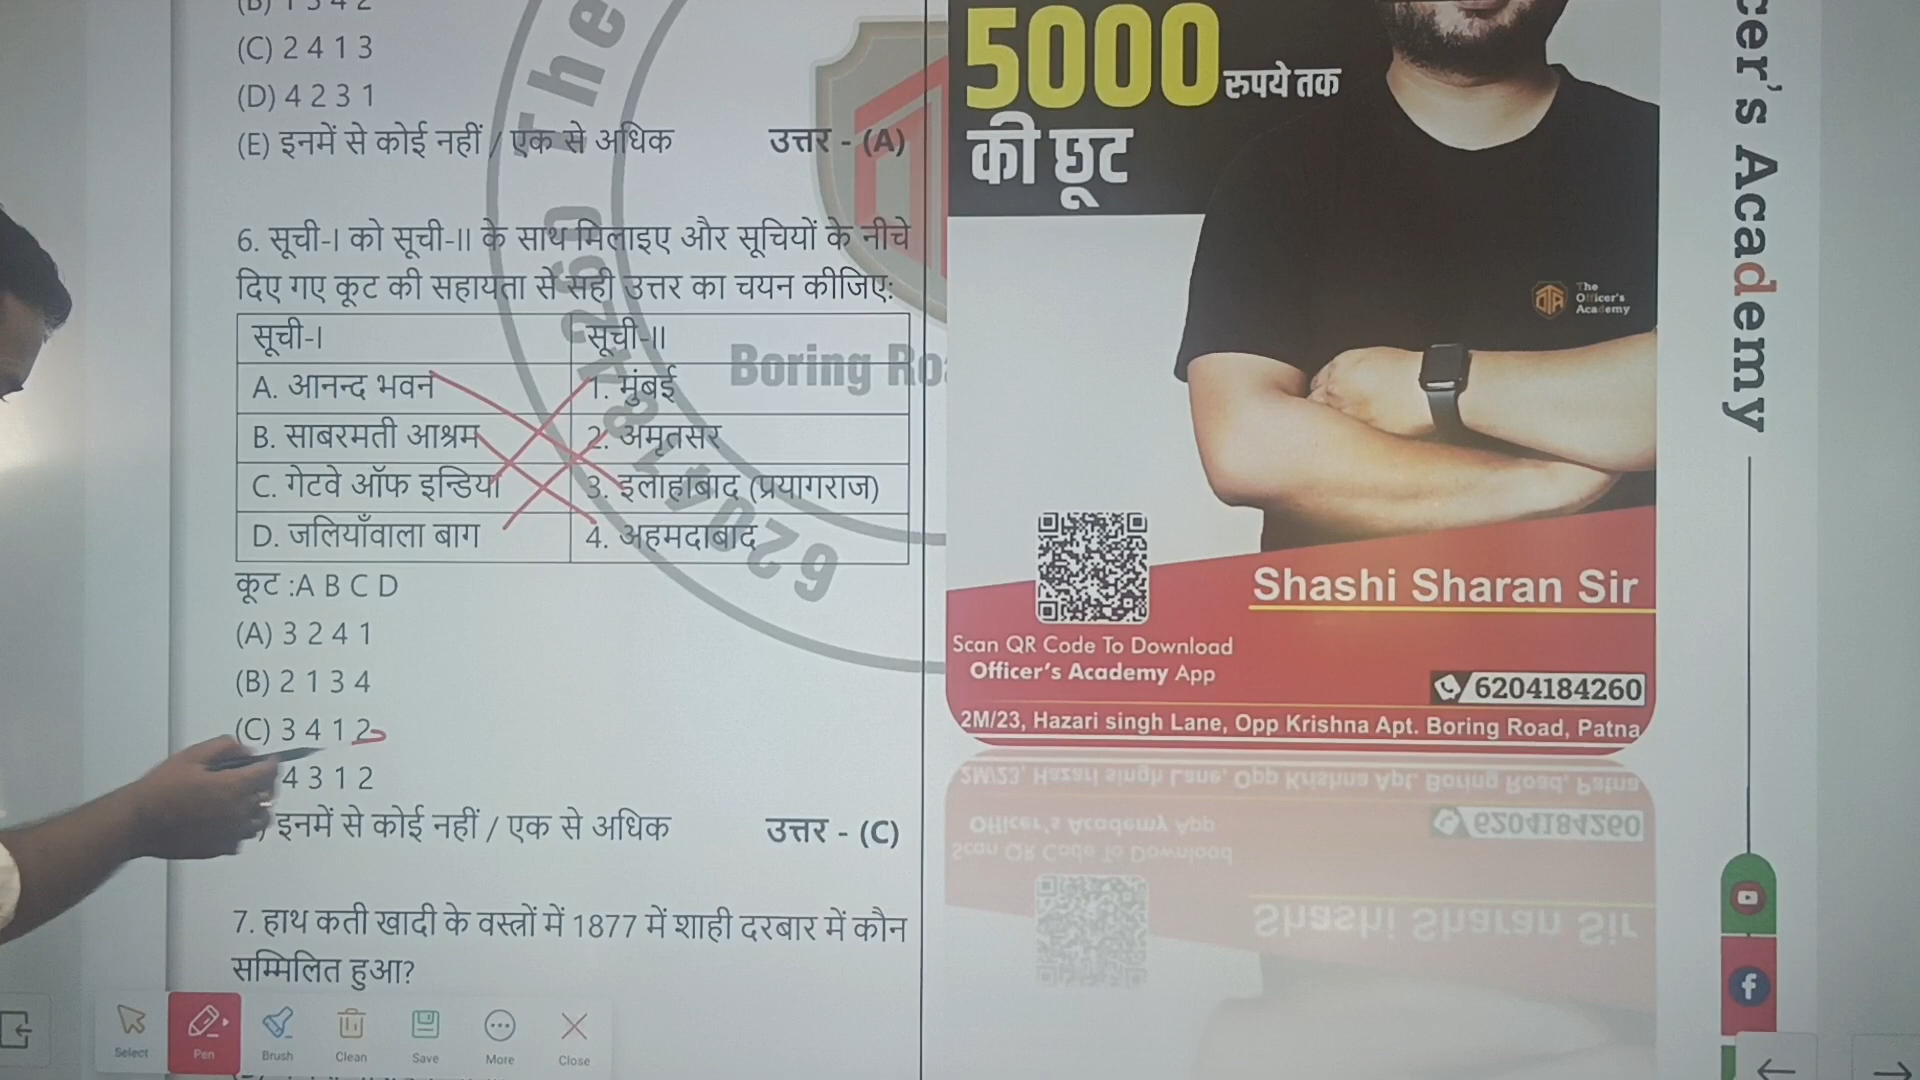 (B) 1 3 4 2
(C) 2 4 1 3
(D) 4 2 3 1
(E) इनमें से कोई नहीं / एक से अधिक उत्तर - (A)
6. सूची-I को सूची-II के साथ मिलाइए और सूचियों के नीचे
दिए गए कूट की सहायता से सही उत्तर का चयन कीजिए:
सूची-I सूची-II
A. आनन्द भवन 1. मुंबई
B. साबरमती आश्रम 2. अमृतसर
C. गेटवे ऑफ इन्डिया 3. इलाहाबाद (प्रयागराज)
D. जलियाँवाला बाग 4. अहमदाबाद
कूट :A B C D
(A) 3 2 4 1
(B) 2 1 3 4
(C) 3 4 1 2
4 3 1 2
इनमें से कोई नहीं / एक से अधिक उत्तर - (C)
7. हाथ कती खादी के वस्त्रों में 1877 में शाही दरबार में कौन
सम्मिलित हुआ?
The
Boring Ro
6204184260
5000 रुपये तक
की छूट
The
Officer's
Academy
Shashi Sharan Sir
Scan QR Code To Download
Officer's Academy App
6204184260
2M/23, Hazari singh Lane, Opp Krishna Apt. Boring Road, Patna
cer's Academy
Select
Pen
Brush
Clean
Save
More
Close